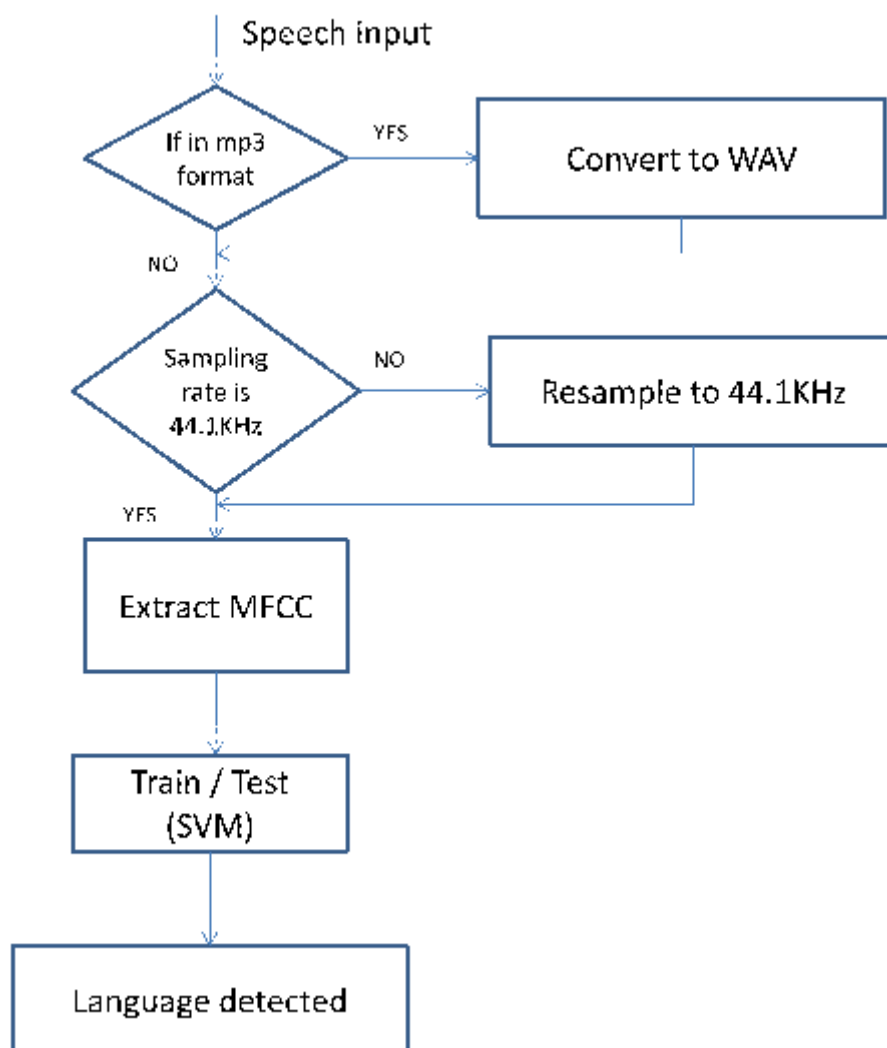 Speech input
If in mp3
format
YES
Convert to WAV
NO
Sampling
rate is
44.1KHz
NO
Resample to 44.1KHz
YES
Extract MFCC
Train / Test
(SVM)
Language detected